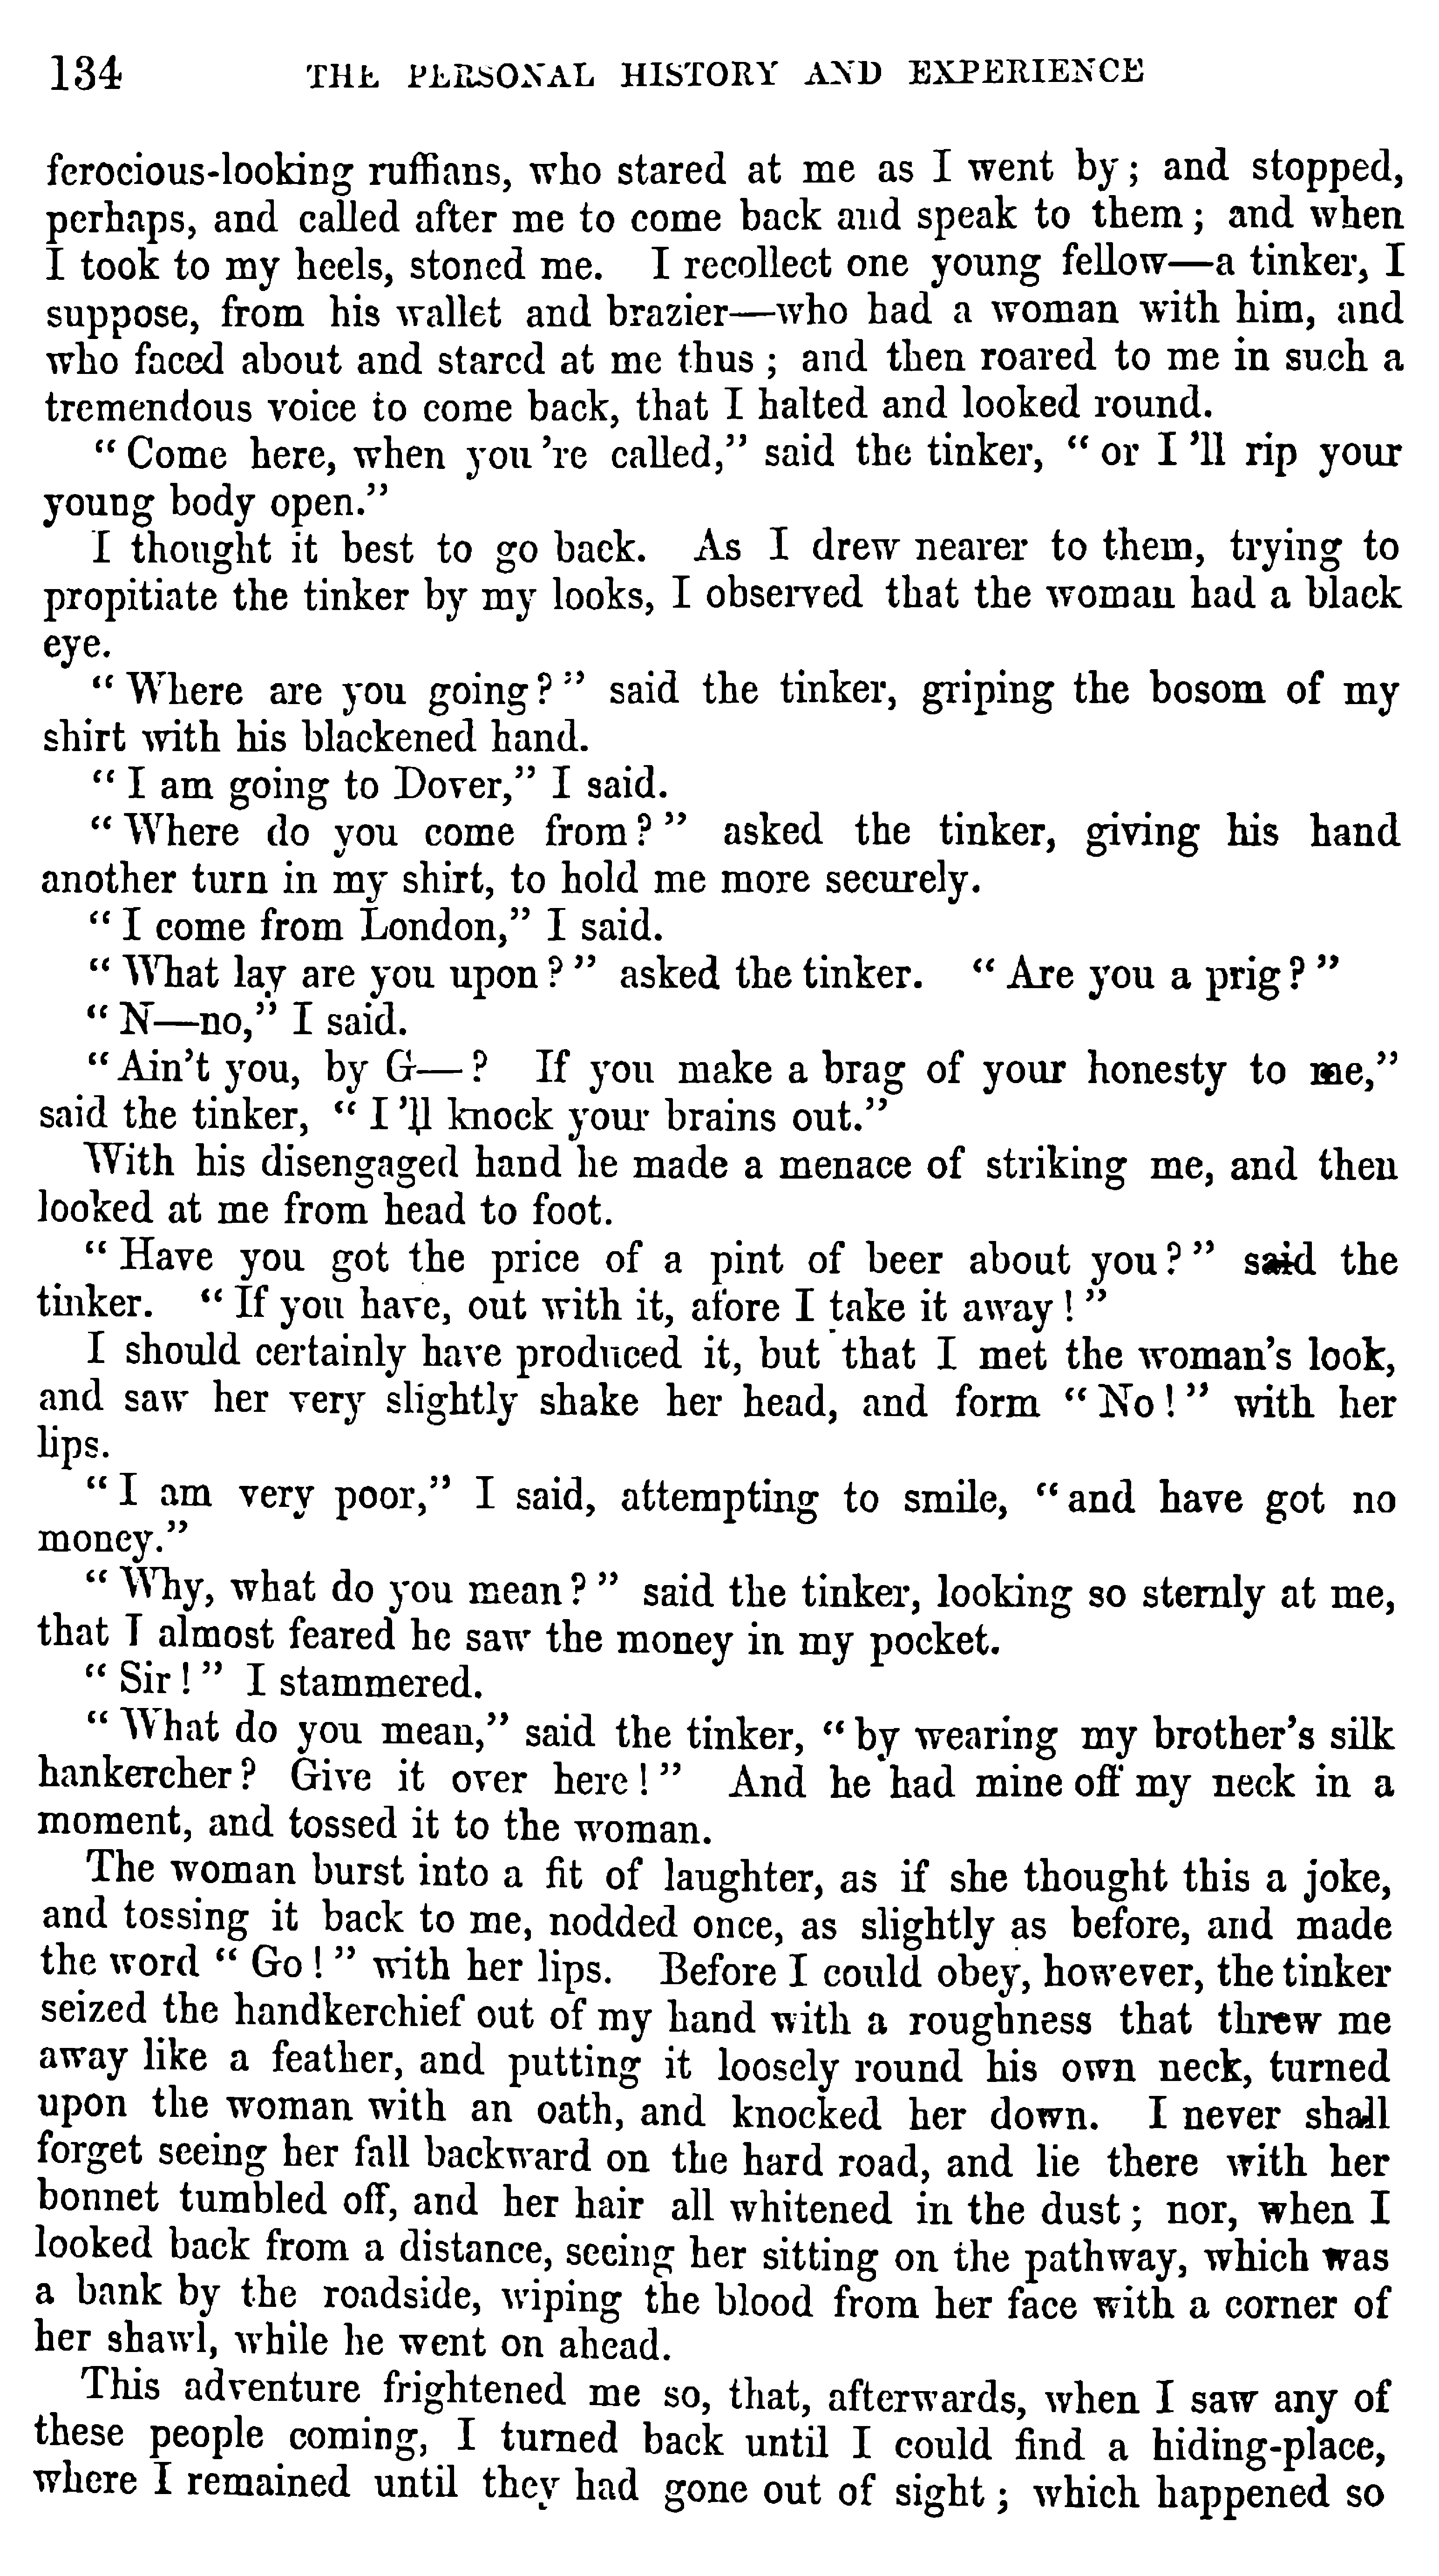 134 THE PERSONAL HISTORY AND EXPERIENCE
ferocious-looking ruffians, who stared at me as I went by; and stopped,
perhaps, and called after me to come back and speak to them; and when
I took to my heels, stoned me. I recollect one young fellow—a tinker, I
suppose, from his wallet and brazier—who had a woman with him, and
who faced about and stared at me thus; and then roared to me in such a
tremendous voice to come back, that I halted and looked round.
"Come here, when you're called," said the tinker, "or I'll rip your
young body open."
I thought it best to go back. As I drew nearer to them, trying to
propitiate the tinker by my looks, I observed that the woman had a black
eye.
"Where are you going?" said the tinker, griping the bosom of my
shirt with his blackened hand.
"I am going to Dover," I said.
"Where do you come from?" asked the tinker, giving his hand
another turn in my shirt, to hold me more securely.
"I come from London," I said.
"What lay are you upon?" asked the tinker. "Are you a prig?"
"N—no," I said.
"Ain't you, by G—? If you make a brag of your honesty to me,"
said the tinker, "I'll knock your brains out."
With his disengaged hand he made a menace of striking me, and then
looked at me from head to foot.
"Have you got the price of a pint of beer about you?" said the
tinker. "If you have, out with it, afore I take it away!"
I should certainly have produced it, but that I met the woman's look,
and saw her very slightly shake her head, and form "No!" with her
lips.
"I am very poor," I said, attempting to smile, "and have got no
money."
"Why, what do you mean?" said the tinker, looking so sternly at me,
that I almost feared he saw the money in my pocket.
"Sir!" I stammered.
"What do you mean," said the tinker, "by wearing my brother's silk
hankercher? Give it over here!" And he had mine off my neck in a
moment, and tossed it to the woman.
The woman burst into a fit of laughter, as if she thought this a joke,
and tossing it back to me, nodded once, as slightly as before, and made
the word "Go!" with her lips. Before I could obey, however, the tinker
seized the handkerchief out of my hand with a roughness that threw me
away like a feather, and putting it loosely round his own neck, turned
upon the woman with an oath, and knocked her down. I never shall
forget seeing her fall backward on the hard road, and lie there with her
bonnet tumbled off, and her hair all whitened in the dust; nor, when I
looked back from a distance, seeing her sitting on the pathway, which was
a bank by the roadside, wiping the blood from her face with a corner of
her shawl, while he went on ahead.
This adventure frightened me so, that, afterwards, when I saw any of
these people coming, I turned back until I could find a hiding-place,
where I remained until they had gone out of sight; which happened so